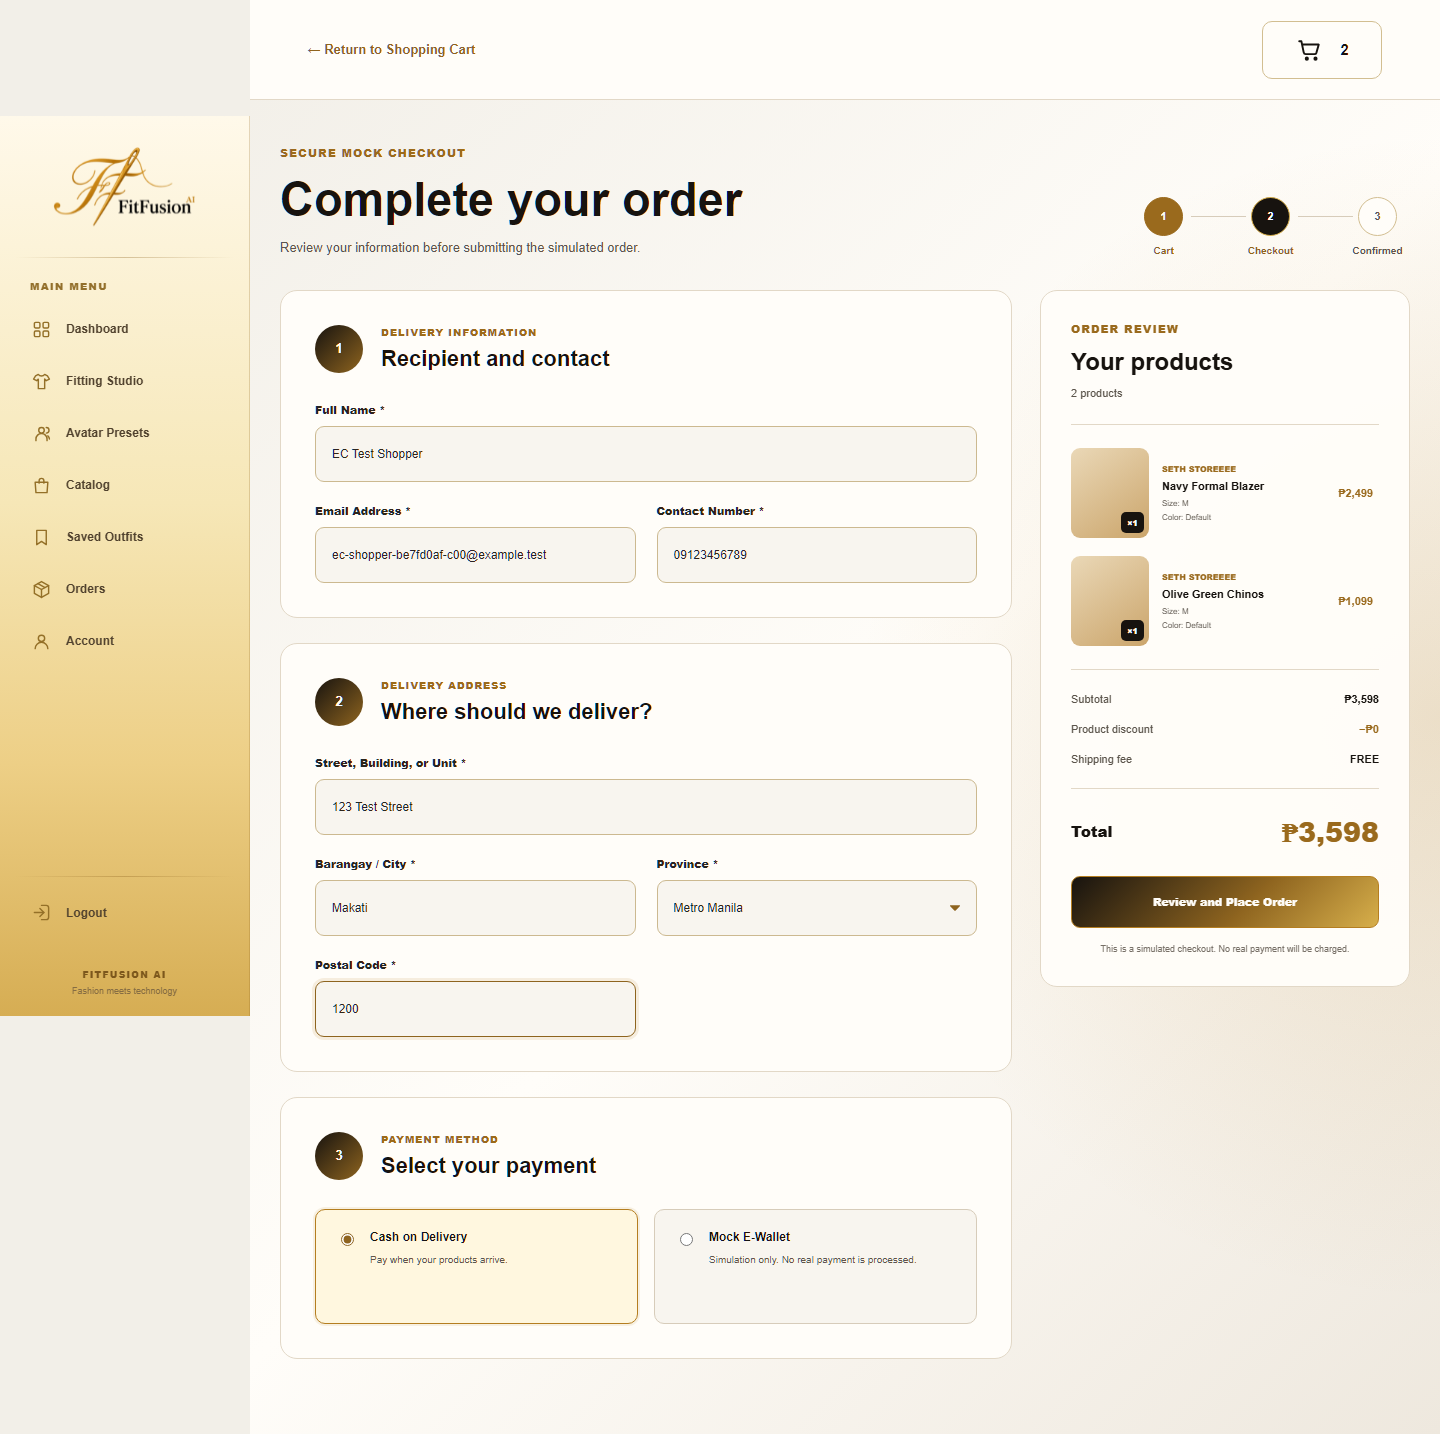 ← Return to Shopping Cart
2
FitFusion AI
MAIN MENU
Dashboard
Fitting Studio
Avatar Presets
Catalog
Saved Outfits
Orders
Account
Logout
FITFUSION AI
Fashion meets technology
SECURE MOCK CHECKOUT
Complete your order
Review your information before submitting the simulated order.
1
2
3
Cart
Checkout
Confirmed
1
DELIVERY INFORMATION
Recipient and contact
Full Name *
EC Test Shopper
Email Address *
Contact Number *
ec-shopper-be7fd0af-c00@example.test
09123456789
2
DELIVERY ADDRESS
Where should we deliver?
Street, Building, or Unit *
123 Test Street
Barangay / City *
Province *
Makati
Metro Manila
Postal Code *
1200
3
PAYMENT METHOD
Select your payment
Cash on Delivery
Pay when your products arrive.
Mock E-Wallet
Simulation only. No real payment is processed.
ORDER REVIEW
Your products
2 products
SETH STOREEEE
Navy Formal Blazer
Size: M
Color: Default
×1
₱2,499
SETH STOREEEE
Olive Green Chinos
Size: M
Color: Default
×1
₱1,099
Subtotal ₱3,598
Product discount −₱0
Shipping fee FREE
Total ₱3,598
Review and Place Order
This is a simulated checkout. No real payment will be charged.